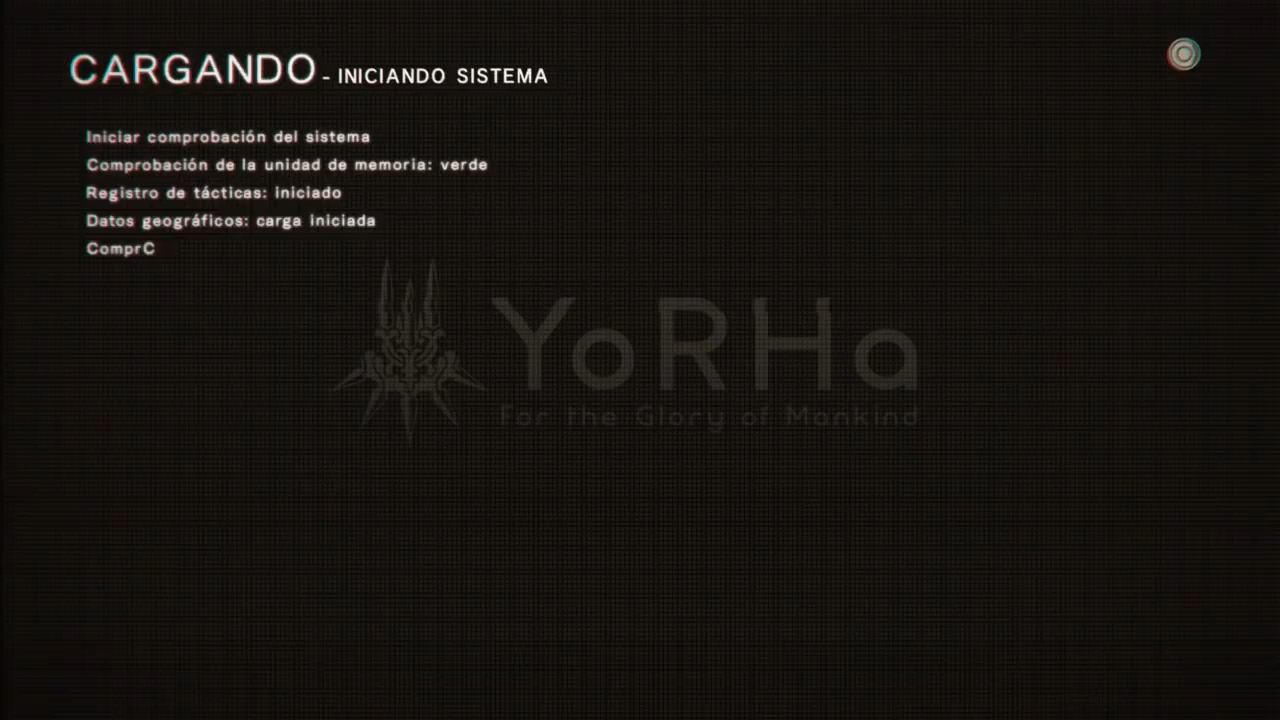 CARGANDO - INICIANDO SISTEMA
Iniciar comprobación del sistema
Comprobación de la unidad de memoria: verde
Registro de tácticas: iniciado
Datos geográficos: carga iniciada
ComprC
YoRHa
For the Glory of Mankind